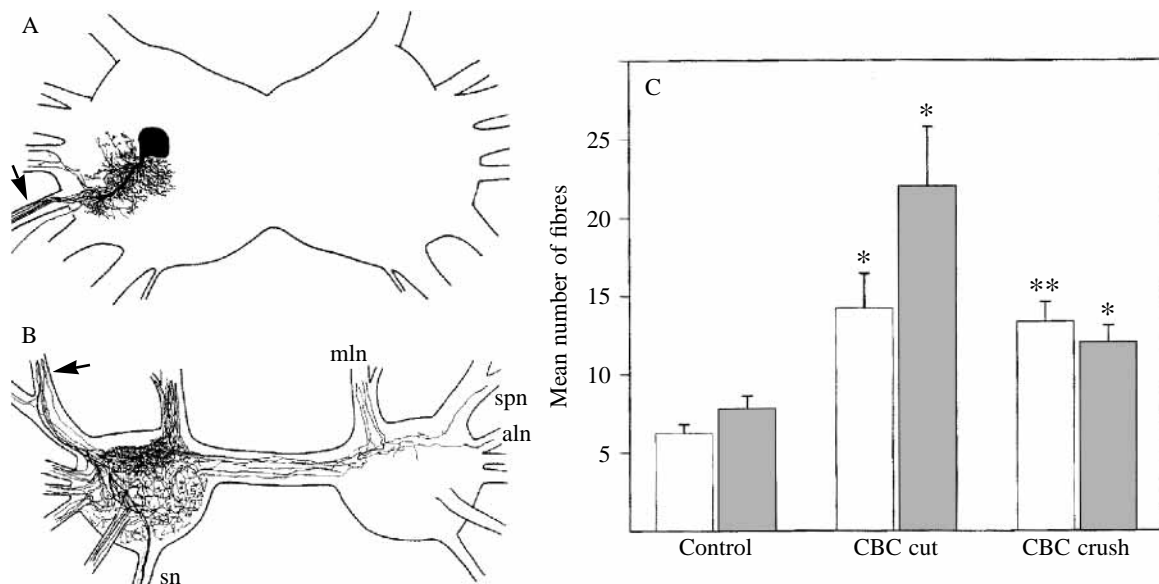 A
B
mln
spn
aln
sn
C
Mean number of fibres
25
20
15
10
5
*
*
**
*
Control
CBC cut
CBC crush